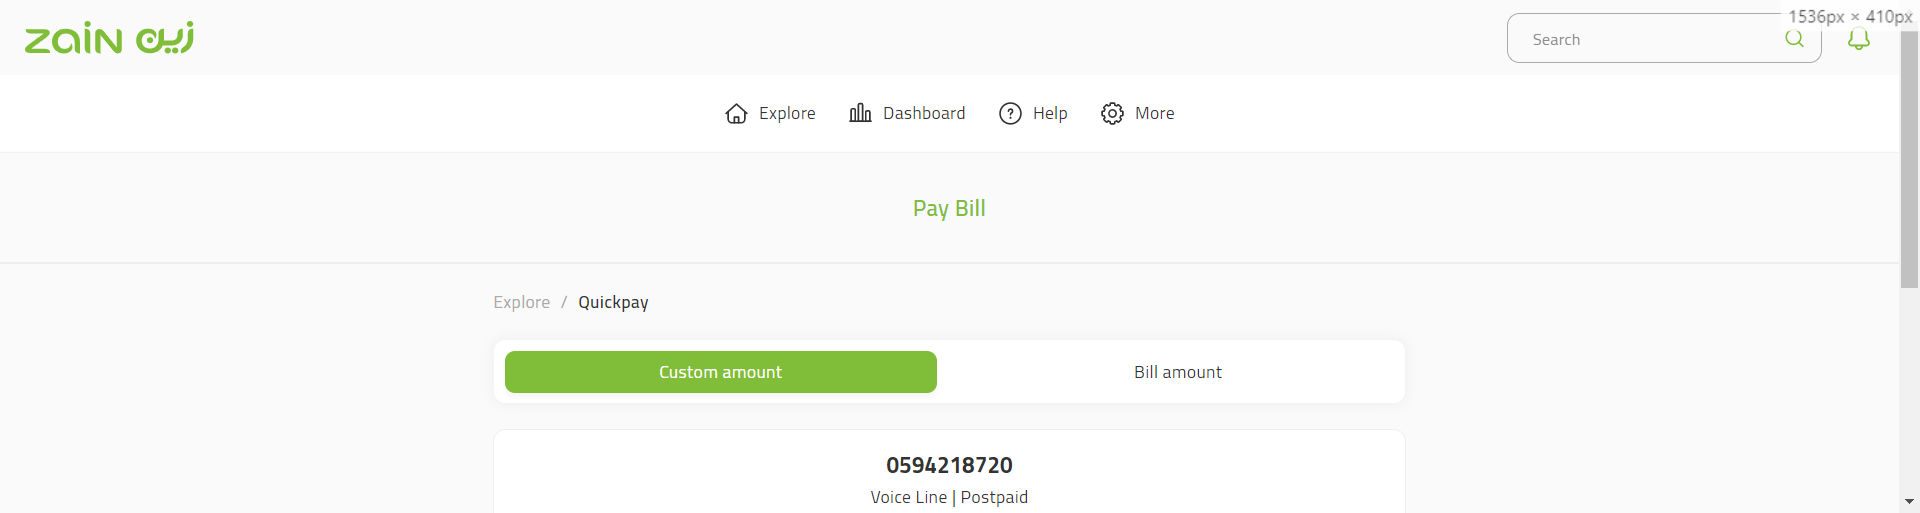 zain زين
Search
1536px × 410px
Explore Dashboard Help More
Pay Bill
Explore / Quickpay
Custom amount Bill amount
0594218720
Voice Line | Postpaid